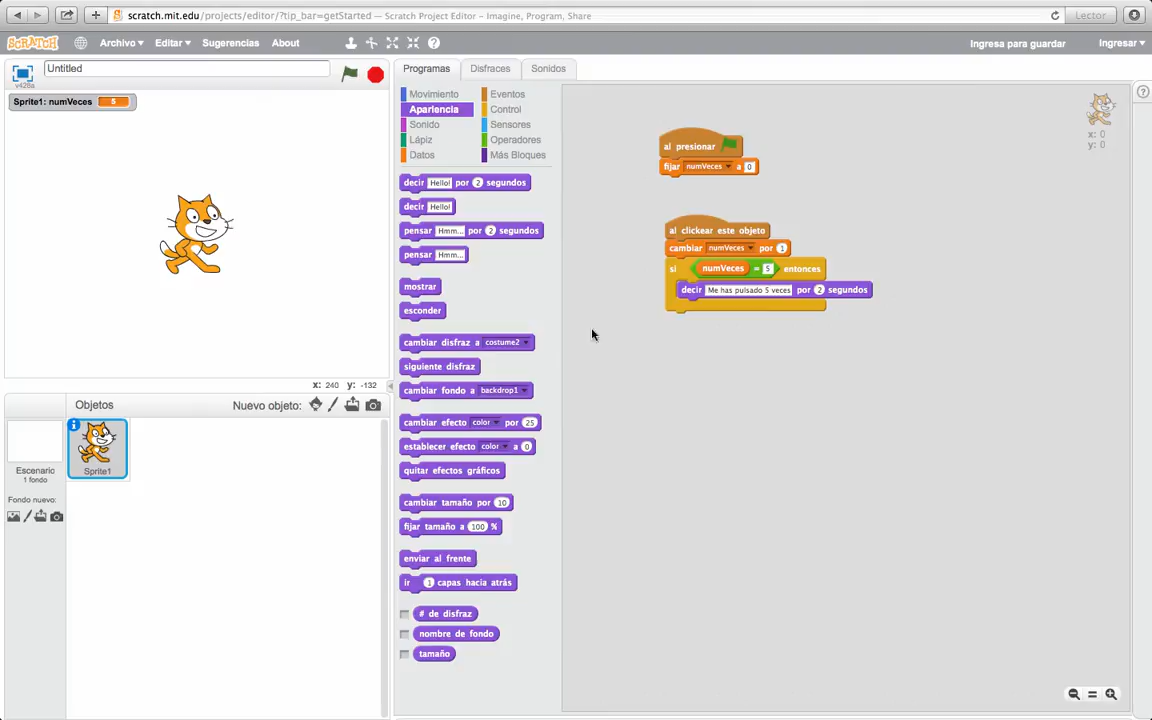 scratch.mit.edu/projects/editor/?tip_bar=getStarted — Scratch Project Editor - Imagine, Program, Share
Lector
SCRATCH
Archivo
Editar
Sugerencias
About
Ingresa para guardar
Ingresar
v428a
Untitled
Programas
Disfraces
Sonidos
Sprite1: numVeces 5
Movimiento
Apariencia
Sonido
Lápiz
Datos
Eventos
Control
Sensores
Operadores
Más Bloques
decir Hello! por 2 segundos
decir Hello!
pensar Hmm... por 2 segundos
pensar Hmm...
mostrar
esconder
cambiar disfraz a costume2
siguiente disfraz
cambiar fondo a backdrop1
cambiar efecto color por 25
establecer efecto color a 0
quitar efectos gráficos
cambiar tamaño por 10
fijar tamaño a 100 %
enviar al frente
ir 1 capas hacia atrás
# de disfraz
nombre de fondo
tamaño
al presionar
fijar numVeces a 0
al clickear este objeto
cambiar numVeces por 1
si numVeces = 5 entonces
decir Me has pulsado 5 veces por 2 segundos
x: 0
y: 0
x: 240 y: -132
Objetos
Nuevo objeto:
Escenario
1 fondo
Fondo nuevo:
Sprite1